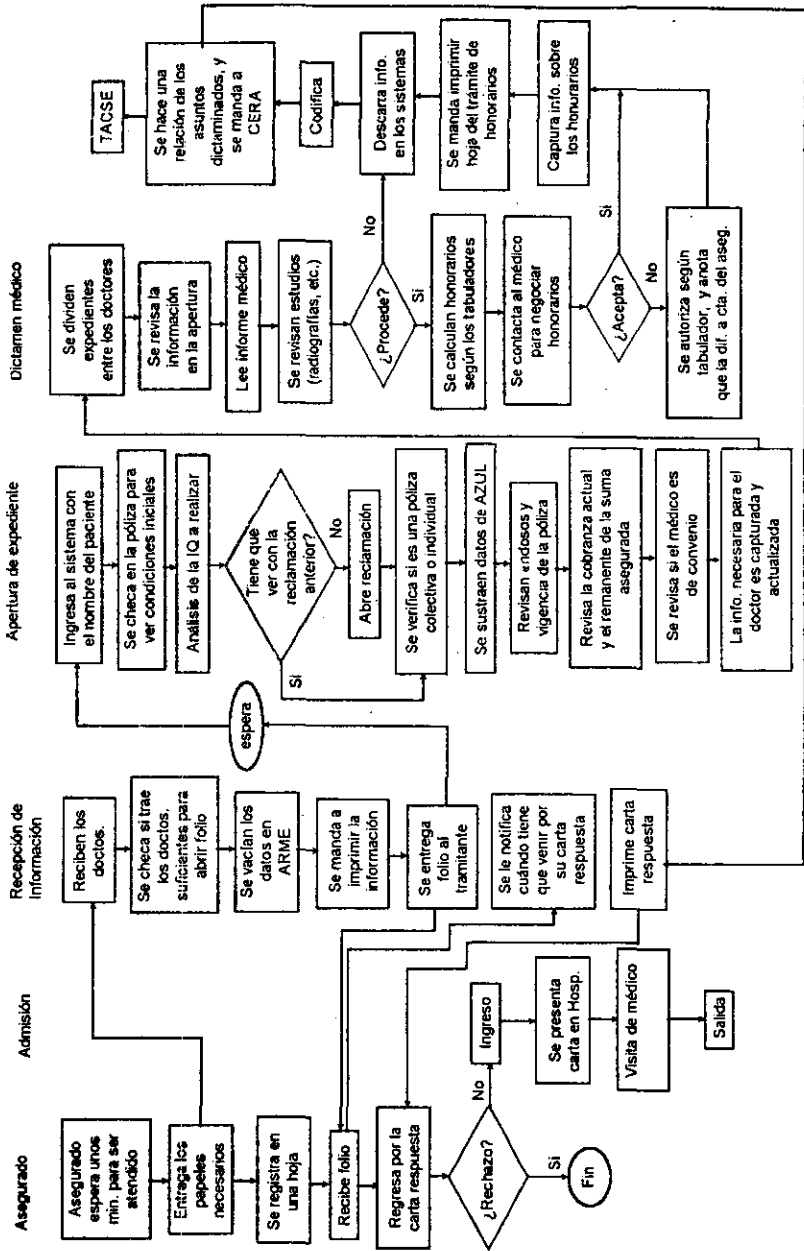 Asegurado
Asegurado
espera unos
min. para ser
atendido
Entraga los
papeles
necesarios
Se registra en
una hoja
Recibe folio
Regresa por la
carta respuesta
¿Rechazo?
No
Si
Fin
Admisión
Ingreso
Se presenta
carta en Hosp.
Visita de médico
Salida
Recepción de
Información
Reciben los
doctos.
Se checa si trae
los doctos.
suficientes para
abrir folio
Se vacían los
datos en
ARME
Se manda a
imprimir la
información
Se entrega
folio al
tramitante
Se le notifica
cuándo tiene
que venir por
su carta
respuesta
Imprime carta
respuesta
espera
Apertura de expediente
Ingresa al sistema con
el nombre del paciente
Se checa en la póliza para
ver condiciones iniciales
Análisis de la IQ a realizar
Tiene que
ver con la
reclamación
anterior?
No
Si
Abre reclamación
Se verifica si es una póliza
colectiva o individual
Se sustraen datos de AZUL
Revisan endosos y
vigencia de la póliza
Revisa la cobranza actual
y el remanente de la suma
asegurada
Se revisa si el médico es
de convenio
La info. necesaria para el
doctor es capturada y
actualizada
Dictamen médico
Se dividen
expedientes
entre los doctores
Se revisa la
información
en la apertura
Lee informe médico
Se revisan estudios
(radiografías, etc.)
¿Procede?
No
Si
Se calculan honorarios
según los tabuladores
Se contacta al médico
para negociar
honorarios
¿Acepta?
Si
No
Se autoriza según
tabulador, y anota
que la dif. a cta. del aseg.
TACSE
Se hace una
relación de los
asuntos
dictaminados, y
se manda a
CERA
Codifica
Descarta info.
en los sistemas
Se manda imprimir
hoja del trámite de
honorarios
Captura info. sobre
los honurarios